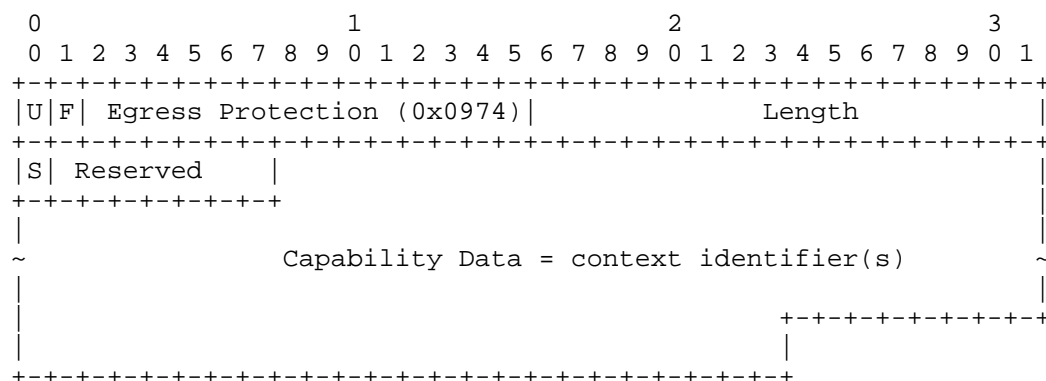 0                   1                   2                   3
 0 1 2 3 4 5 6 7 8 9 0 1 2 3 4 5 6 7 8 9 0 1 2 3 4 5 6 7 8 9 0 1
+-+-+-+-+-+-+-+-+-+-+-+-+-+-+-+-+-+-+-+-+-+-+-+-+-+-+-+-+-+-+-+-+
|U|F| Egress Protection (0x0974)|              Length           |
+-+-+-+-+-+-+-+-+-+-+-+-+-+-+-+-+-+-+-+-+-+-+-+-+-+-+-+-+-+-+-+-+
|S| Reserved    |                                               |
+-+-+-+-+-+-+-+-+                                               |
|                                                               |
~                Capability Data = context identifier(s)        ~
|                                                               |
|                                               +-+-+-+-+-+-+-+-+
|                                               |
+-+-+-+-+-+-+-+-+-+-+-+-+-+-+-+-+-+-+-+-+-+-+-+-+